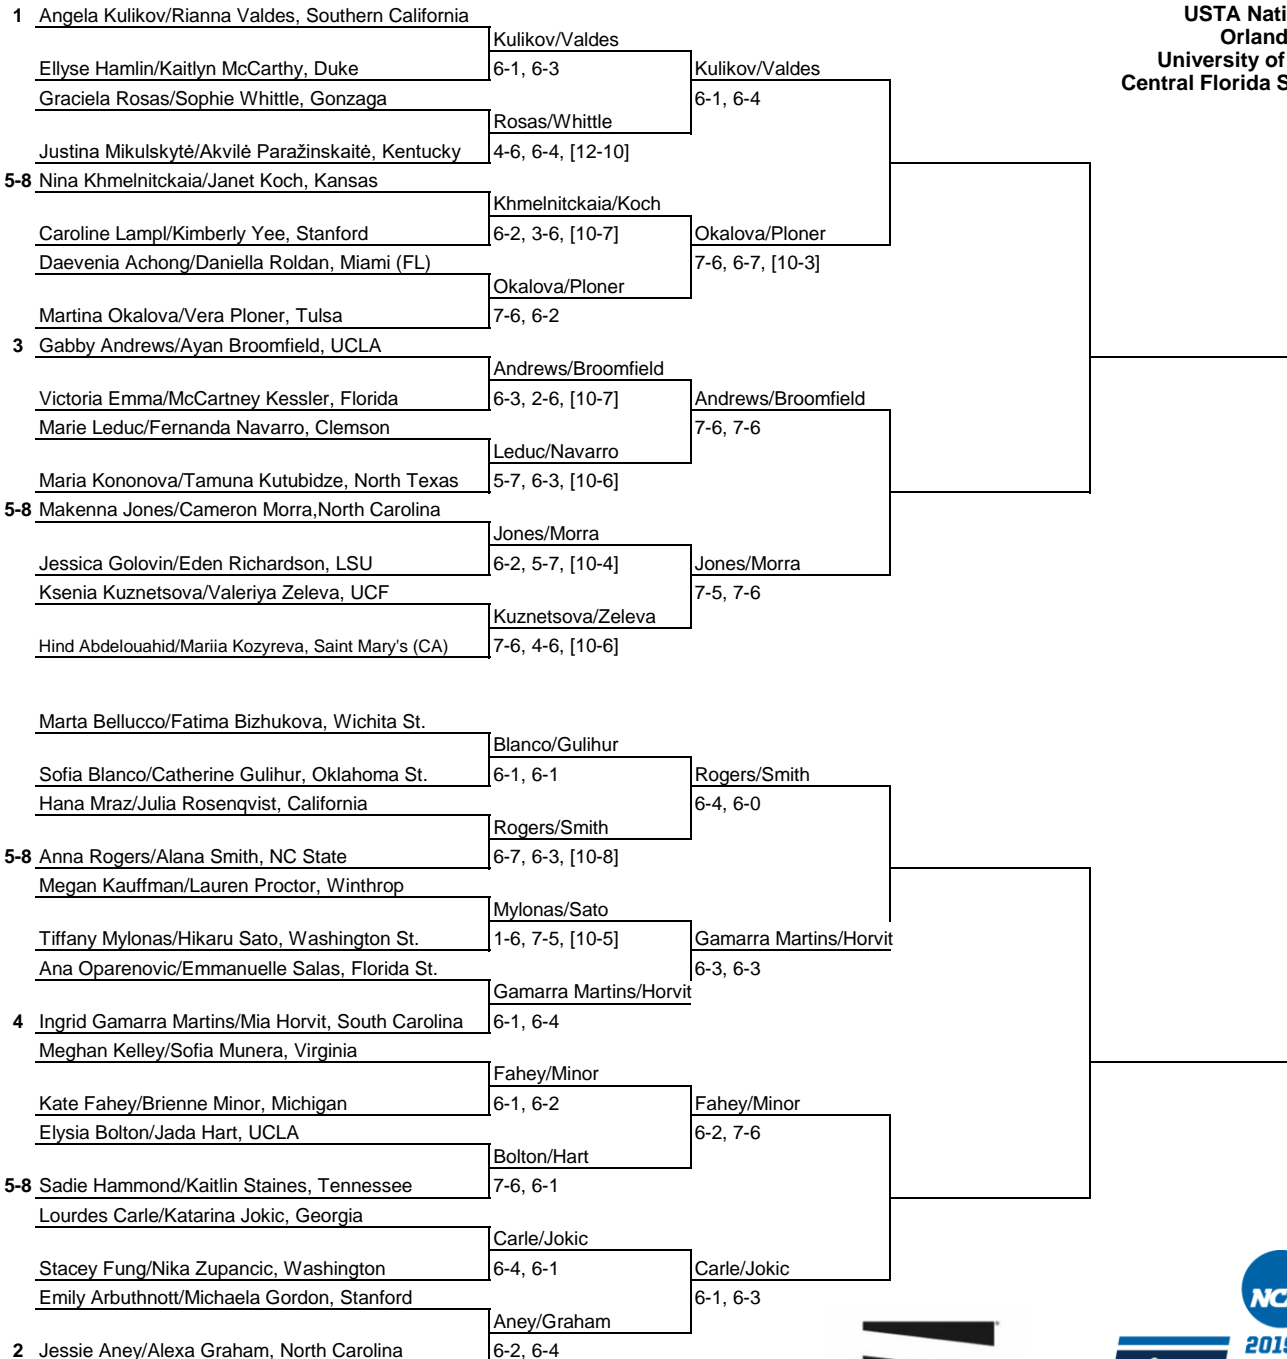 USTA Nati
Orland
University of
Central Florida S
1 Angela Kulikov/Rianna Valdes, Southern California
Kulikov/Valdes
Ellyse Hamlin/Kaitlyn McCarthy, Duke
6-1, 6-3
Kulikov/Valdes
Graciela Rosas/Sophie Whittle, Gonzaga
6-1, 6-4
Rosas/Whittle
Justina Mikulskytė/Akvilė Paražinskaitė, Kentucky
4-6, 6-4, [12-10]
5-8 Nina Khmelnitckaia/Janet Koch, Kansas
Khmelnitckaia/Koch
Caroline Lampl/Kimberly Yee, Stanford
6-2, 3-6, [10-7]
Okalova/Ploner
Daevenia Achong/Daniella Roldan, Miami (FL)
7-6, 6-7, [10-3]
Okalova/Ploner
Martina Okalova/Vera Ploner, Tulsa
7-6, 6-2
3 Gabby Andrews/Ayan Broomfield, UCLA
Andrews/Broomfield
Victoria Emma/McCartney Kessler, Florida
6-3, 2-6, [10-7]
Andrews/Broomfield
Marie Leduc/Fernanda Navarro, Clemson
7-6, 7-6
Leduc/Navarro
Maria Kononova/Tamuna Kutubidze, North Texas
5-7, 6-3, [10-6]
5-8 Makenna Jones/Cameron Morra,North Carolina
Jones/Morra
Jessica Golovin/Eden Richardson, LSU
6-2, 5-7, [10-4]
Jones/Morra
Ksenia Kuznetsova/Valeriya Zeleva, UCF
7-5, 7-6
Kuznetsova/Zeleva
Hind Abdelouahid/Mariia Kozyreva, Saint Mary's (CA)
7-6, 4-6, [10-6]
Marta Bellucco/Fatima Bizhukova, Wichita St.
Blanco/Gulihur
Sofia Blanco/Catherine Gulihur, Oklahoma St.
6-1, 6-1
Rogers/Smith
Hana Mraz/Julia Rosenqvist, California
6-4, 6-0
Rogers/Smith
5-8 Anna Rogers/Alana Smith, NC State
6-7, 6-3, [10-8]
Megan Kauffman/Lauren Proctor, Winthrop
Mylonas/Sato
Tiffany Mylonas/Hikaru Sato, Washington St.
1-6, 7-5, [10-5]
Gamarra Martins/Horvit
Ana Oparenovic/Emmanuelle Salas, Florida St.
6-3, 6-3
Gamarra Martins/Horvit
4 Ingrid Gamarra Martins/Mia Horvit, South Carolina
6-1, 6-4
Meghan Kelley/Sofia Munera, Virginia
Fahey/Minor
Kate Fahey/Brienne Minor, Michigan
6-1, 6-2
Fahey/Minor
Elysia Bolton/Jada Hart, UCLA
6-2, 7-6
Bolton/Hart
5-8 Sadie Hammond/Kaitlin Staines, Tennessee
7-6, 6-1
Lourdes Carle/Katarina Jokic, Georgia
Carle/Jokic
Stacey Fung/Nika Zupancic, Washington
6-4, 6-1
Carle/Jokic
Emily Arbuthnott/Michaela Gordon, Stanford
6-1, 6-3
Aney/Graham
2 Jessie Aney/Alexa Graham, North Carolina
6-2, 6-4
NC
2019